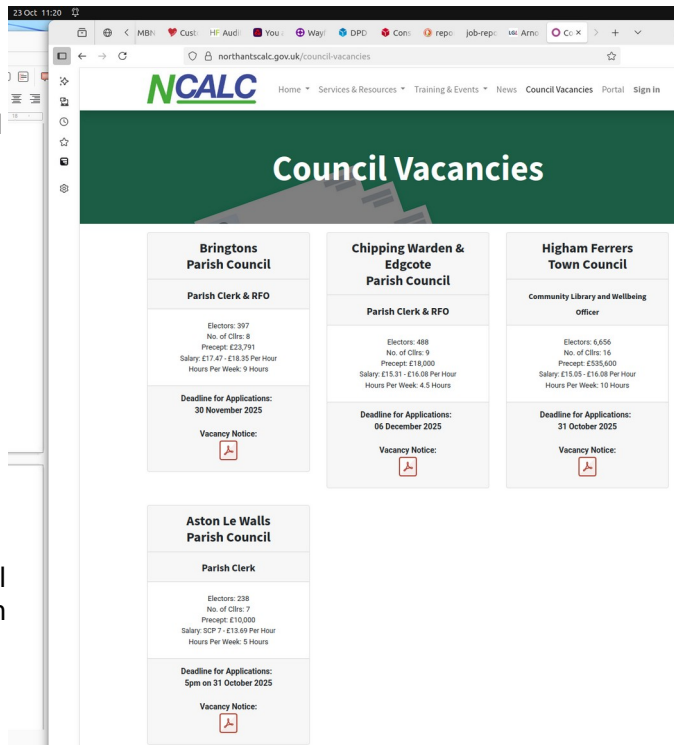 23 Oct 11:20
MBN
Custo
HF Audi
You a
Wayf
DPD
Cons
repo
job-repo
Arno
Co
northantscalc.gov.uk/council-vacancies
NCALC
Home
Services & Resources
Training & Events
News
Council Vacancies
Portal
Sign in
Council Vacancies
Bringtons
Parish Council
Parish Clerk & RFO
Electors: 397
No. of Cllrs: 8
Precept: £23,791
Salary: £17.47 - £18.35 Per Hour
Hours Per Week: 9 Hours
Deadline for Applications:
30 November 2025
Vacancy Notice:
Chipping Warden &
Edgcote
Parish Council
Parish Clerk & RFO
Electors: 488
No. of Cllrs: 9
Precept: £18,000
Salary: £15.31 - £16.08 Per Hour
Hours Per Week: 4.5 Hours
Deadline for Applications:
06 December 2025
Vacancy Notice:
Higham Ferrers
Town Council
Community Library and Wellbeing
Officer
Electors: 6,656
No. of Cllrs: 16
Precept: £535,600
Salary: £15.05 - £16.08 Per Hour
Hours Per Week: 10 Hours
Deadline for Applications:
31 October 2025
Vacancy Notice:
Aston Le Walls
Parish Council
Parish Clerk
Electors: 238
No. of Cllrs: 7
Precept: £10,000
Salary: SCP 7 - £13.69 Per Hour
Hours Per Week: 5 Hours
Deadline for Applications:
5pm on 31 October 2025
Vacancy Notice: